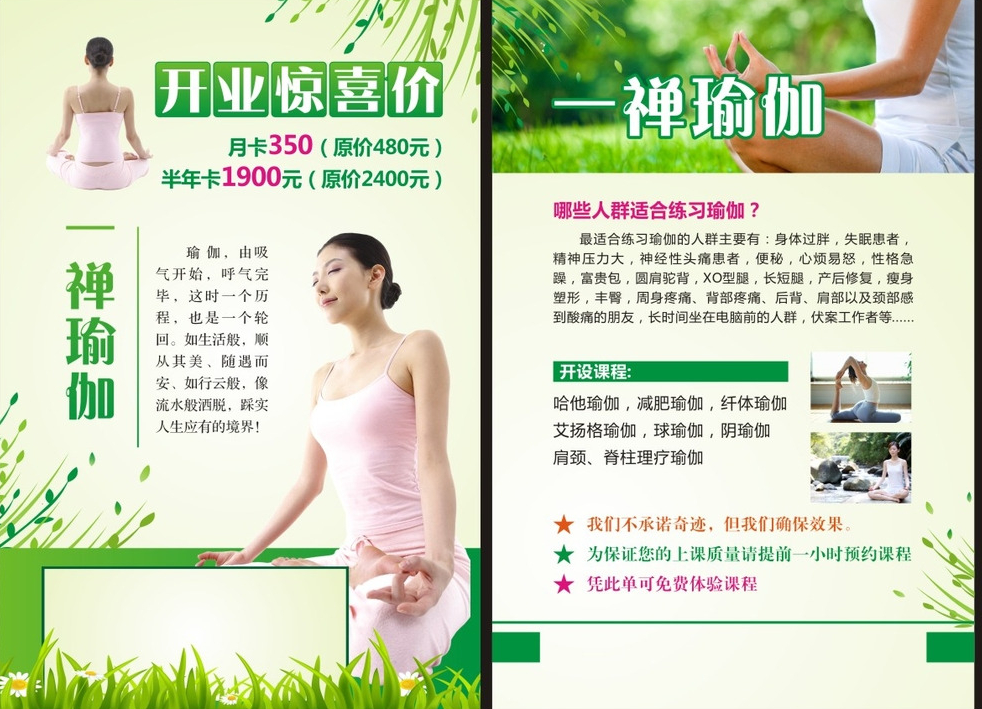 开业惊喜价
月卡350（原价480元）
半年卡1900元（原价2400元）
一禅瑜伽
瑜伽，由吸
气开始，呼气完
毕，这时一个历
程，也是一个轮
回。如生活般，顺
从其美、随遇而
安、如行云般，像
流水般洒脱，踩实
人生应有的境界！
一禅瑜伽
哪些人群适合练习瑜伽？
最适合练习瑜伽的人群主要有：身体过胖，失眠患者，
精神压力大，神经性头痛患者，便秘，心烦易怒，性格急
躁，富贵包，圆肩驼背，XO型腿，长短腿，产后修复，瘦身
塑形，丰臀，周身疼痛、背部疼痛、后背、肩部以及颈部感
到酸痛的朋友，长时间坐在电脑前的人群，伏案工作者等......
开设课程:
哈他瑜伽，减肥瑜伽，纤体瑜伽
艾扬格瑜伽，球瑜伽，阴瑜伽
肩颈、脊柱理疗瑜伽
★ 我们不承诺奇迹，但我们确保效果。
★ 为保证您的上课质量请提前一小时预约课程
★ 凭此单可免费体验课程